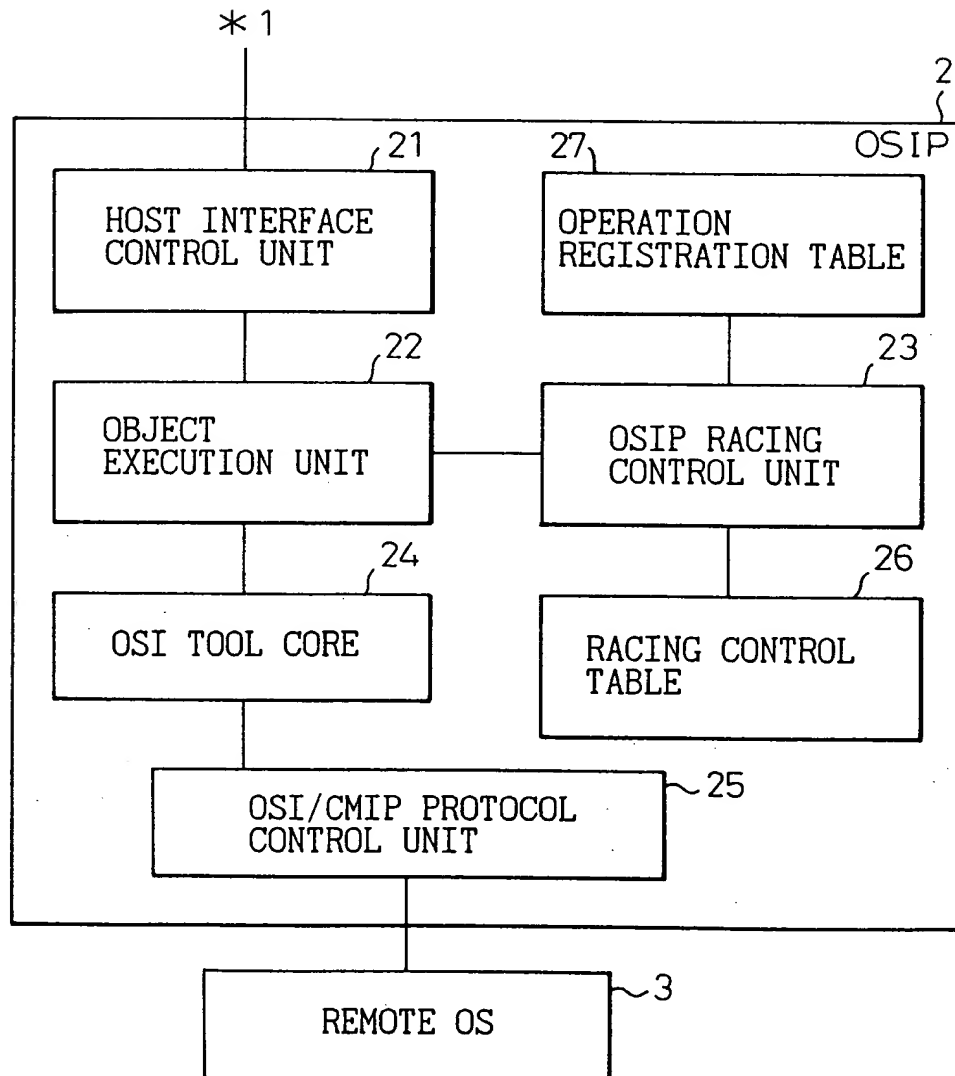 *1
2
OSIP
21
HOST INTERFACE
CONTROL UNIT
27
OPERATION
REGISTRATION TABLE
22
OBJECT
EXECUTION UNIT
23
OSIP RACING
CONTROL UNIT
24
OSI TOOL CORE
26
RACING CONTROL
TABLE
25
OSI/CMIP PROTOCOL
CONTROL UNIT
3
REMOTE OS